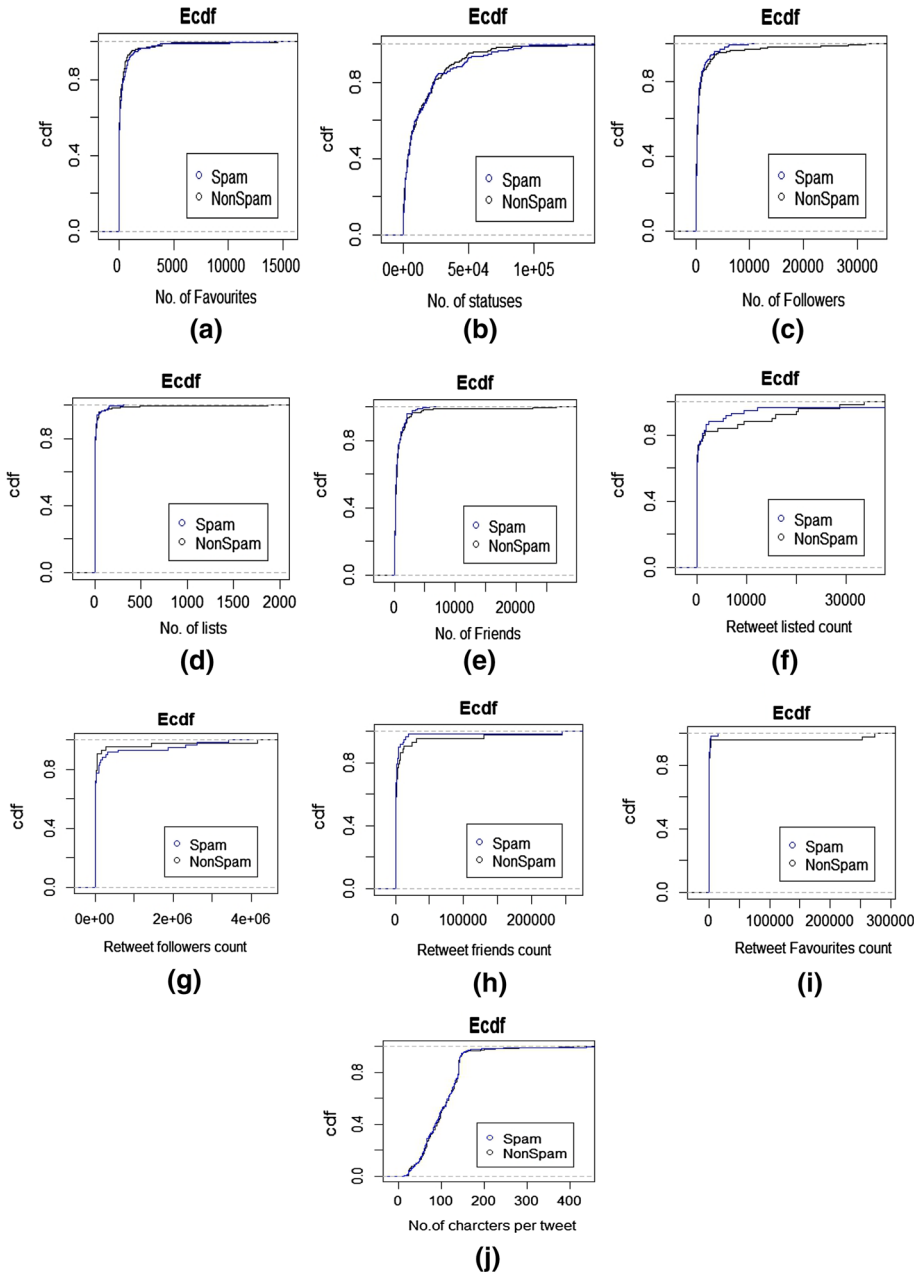 Ecdf
cdf
0.0 0.4 0.8
Spam
NonSpam
0 5000 10000 15000
No. of Favourites
(a)
Ecdf
cdf
0.0 0.4 0.8
Spam
NonSpam
0e+00 5e+04 1e+05
No. of statuses
(b)
Ecdf
cdf
0.0 0.4 0.8
Spam
NonSpam
0 10000 20000 30000
No. of Followers
(c)
Ecdf
cdf
0.0 0.4 0.8
Spam
NonSpam
0 500 1000 1500 2000
No. of lists
(d)
Ecdf
cdf
0.0 0.4 0.8
Spam
NonSpam
0 10000 20000
No. of Friends
(e)
Ecdf
cdf
0.0 0.4 0.8
Spam
NonSpam
0 10000 30000
Retweet listed count
(f)
Ecdf
cdf
0.0 0.4 0.8
Spam
NonSpam
0e+00 2e+06 4e+06
Retweet followers count
(g)
Ecdf
cdf
0.0 0.4 0.8
Spam
NonSpam
0 100000 200000
Retweet friends count
(h)
Ecdf
cdf
0.0 0.4 0.8
Spam
NonSpam
0 100000 200000 300000
Retweet Favourites count
(i)
Ecdf
cdf
0.0 0.4 0.8
Spam
NonSpam
0 100 200 300 400
No.of charcters per tweet
(j)